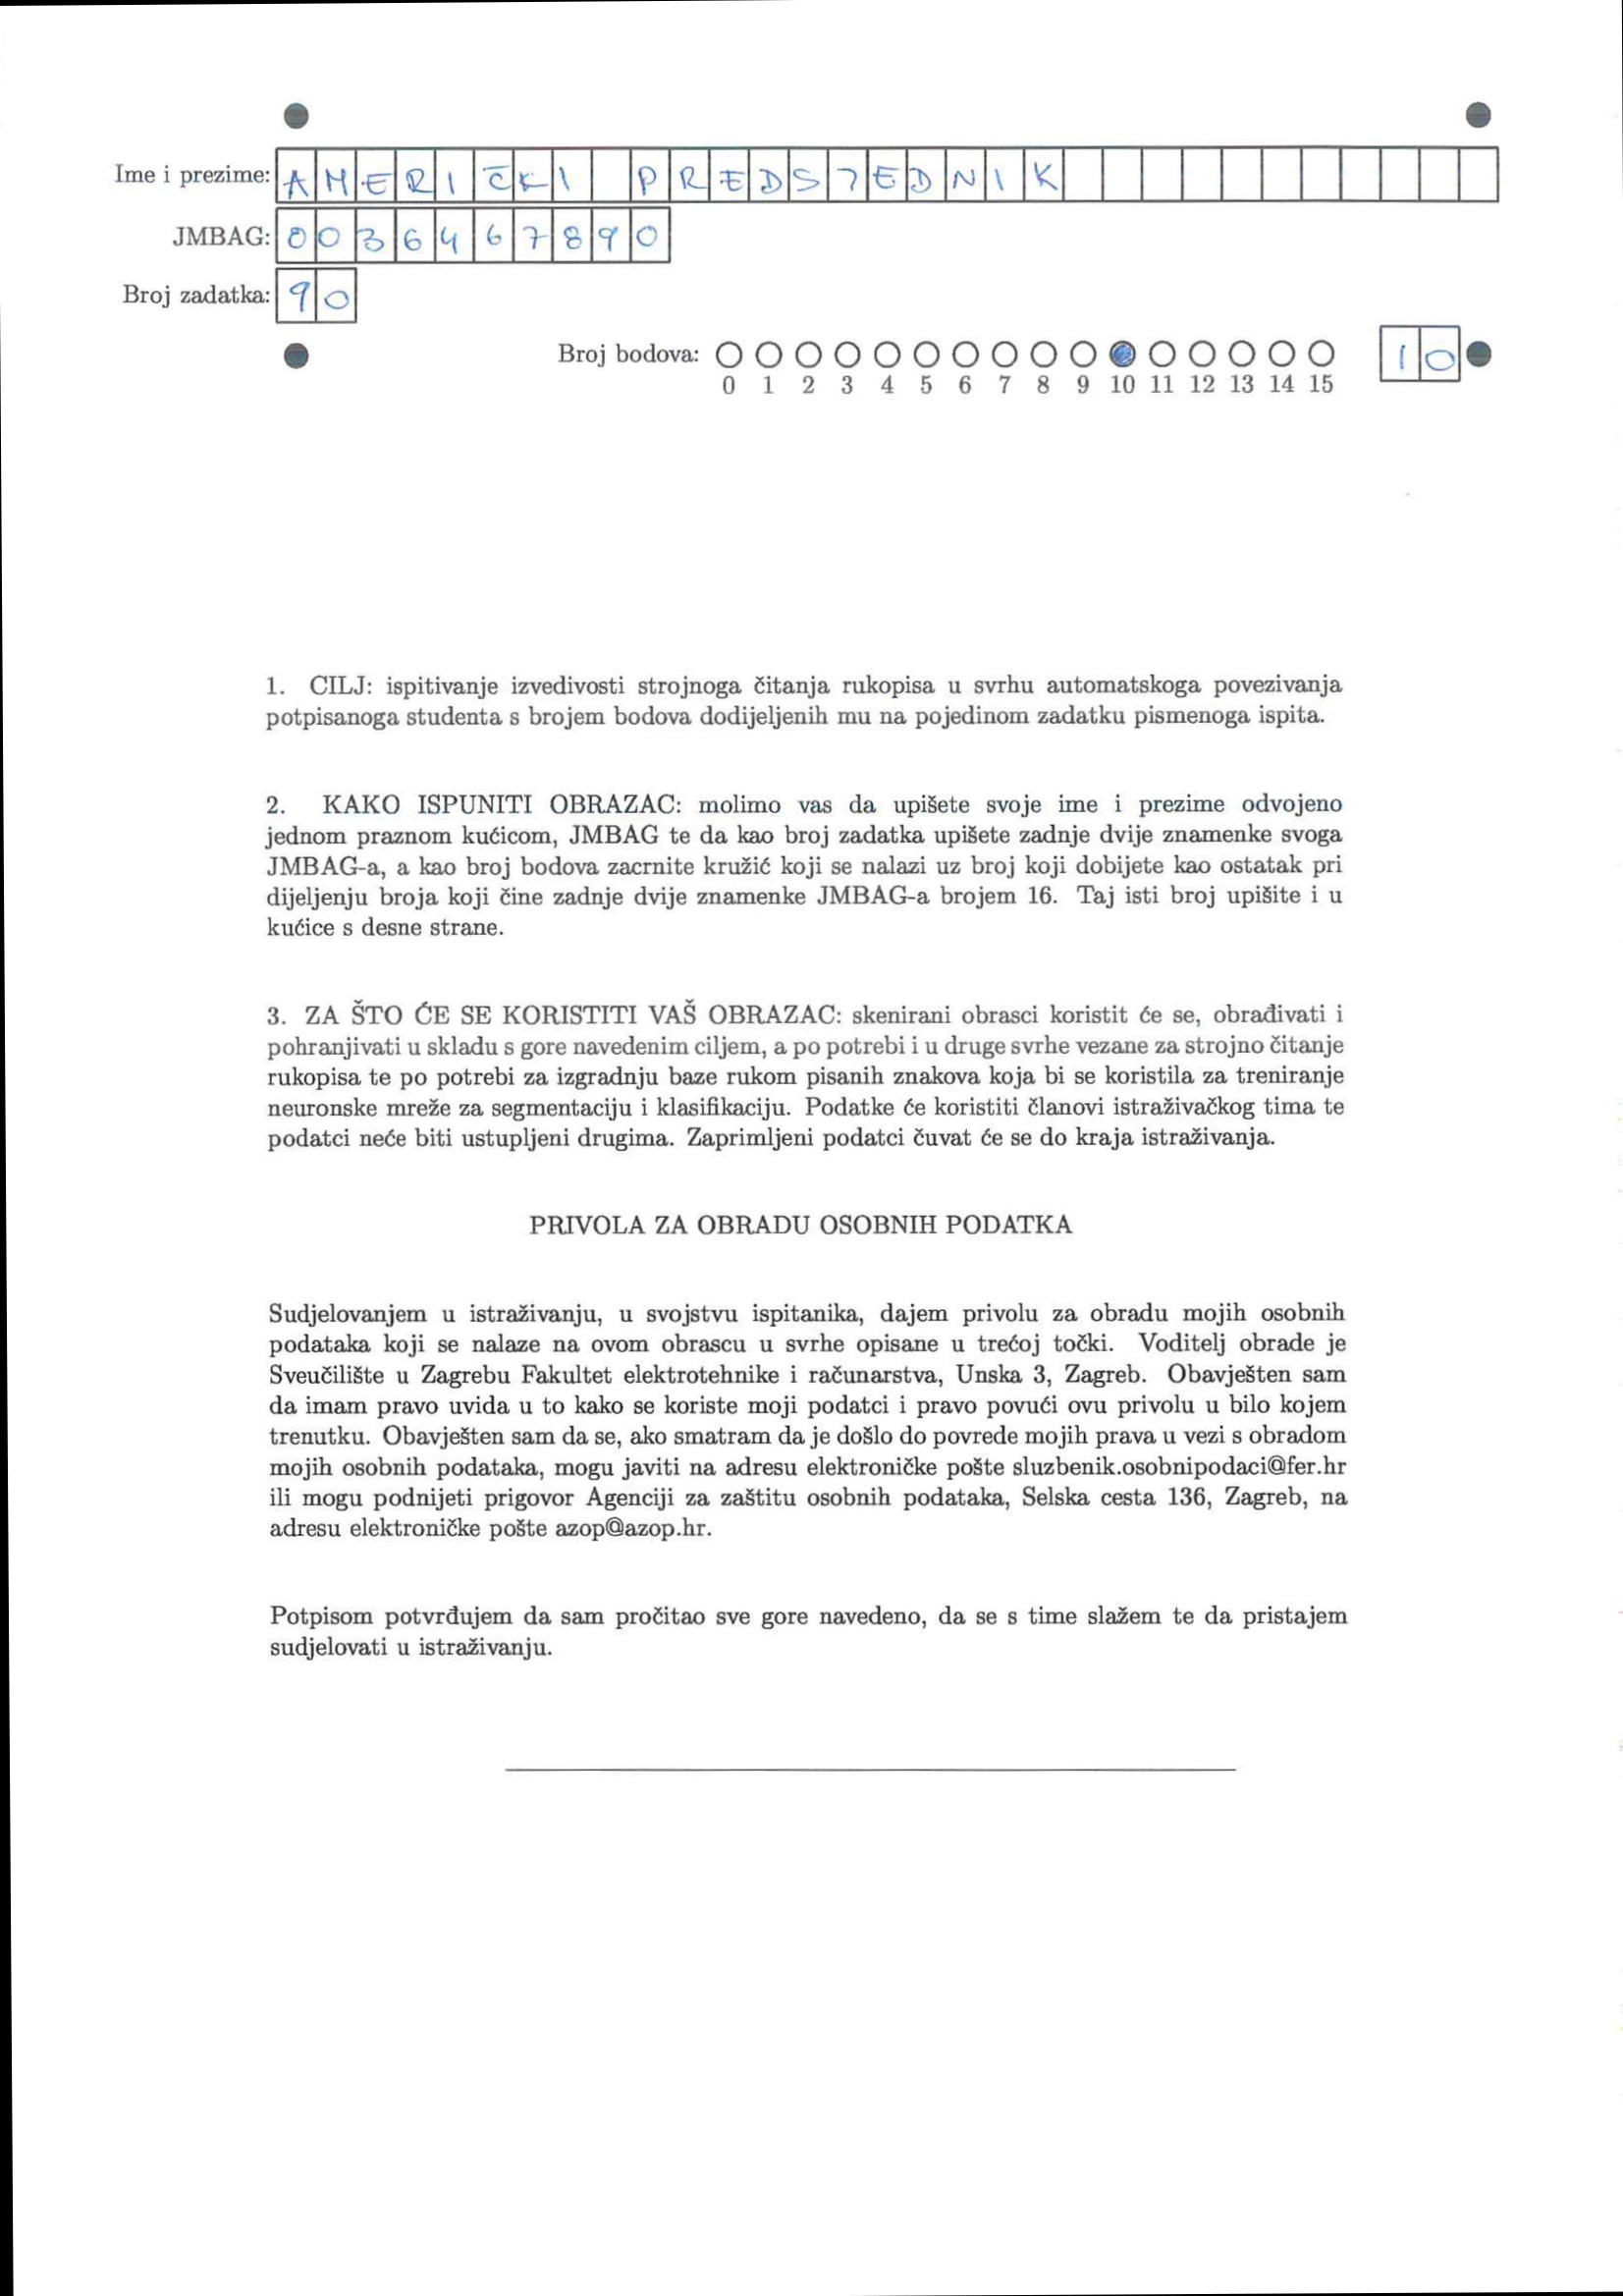 Ime i prezime: AMERIČKI PREDSJEDNIK
JMBAG: 0036467890
Broj zadatka: 90
Broj bodova: 10
0 1 2 3 4 5 6 7 8 9 10 11 12 13 14 15
1. CILJ: ispitivanje izvedivosti strojnoga čitanja rukopisa u svrhu automatskoga povezivanja
potpisanoga studenta s brojem bodova dodijeljenih mu na pojedinom zadatku pismenoga ispita.
2. KAKO ISPUNITI OBRAZAC: molimo vas da upišete svoje ime i prezime odvojeno
jednom praznom kućicom, JMBAG te da kao broj zadatka upišete zadnje dvije znamenke svoga
JMBAG-a, a kao broj bodova zacrnite kružić koji se nalazi uz broj koji dobijete kao ostatak pri
dijeljenju broja koji čine zadnje dvije znamenke JMBAG-a brojem 16. Taj isti broj upišite i u
kućice s desne strane.
3. ZA ŠTO ĆE SE KORISTITI VAŠ OBRAZAC: skenirani obrasci koristit će se, obrađivati i
pohranjivati u skladu s gore navedenim ciljem, a po potrebi i u druge svrhe vezane za strojno čitanje
rukopisa te po potrebi za izgradnju baze rukom pisanih znakova koja bi se koristila za treniranje
neuronske mreže za segmentaciju i klasifikaciju. Podatke će koristiti članovi istraživačkog tima te
podatci neće biti ustupljeni drugima. Zaprimljeni podatci čuvat će se do kraja istraživanja.
PRIVOLA ZA OBRADU OSOBNIH PODATKA
Sudjelovanjem u istraživanju, u svojstvu ispitanika, dajem privolu za obradu mojih osobnih
podataka koji se nalaze na ovom obrascu u svrhe opisane u trećoj točki. Voditelj obrade je
Sveučilište u Zagrebu Fakultet elektrotehnike i računarstva, Unska 3, Zagreb. Obavješten sam
da imam pravo uvida u to kako se koriste moji podatci i pravo povući ovu privolu u bilo kojem
trenutku. Obavješten sam da se, ako smatram da je došlo do povrede mojih prava u vezi s obradom
mojih osobnih podataka, mogu javiti na adresu elektroničke pošte sluzbenik.osobnipodaci@fer.hr
ili mogu podnijeti prigovor Agenciji za zaštitu osobnih podataka, Selska cesta 136, Zagreb, na
adresu elektroničke pošte azop@azop.hr.
Potpisom potvrđujem da sam pročitao sve gore navedeno, da se s time slažem te da pristajem
sudjelovati u istraživanju.